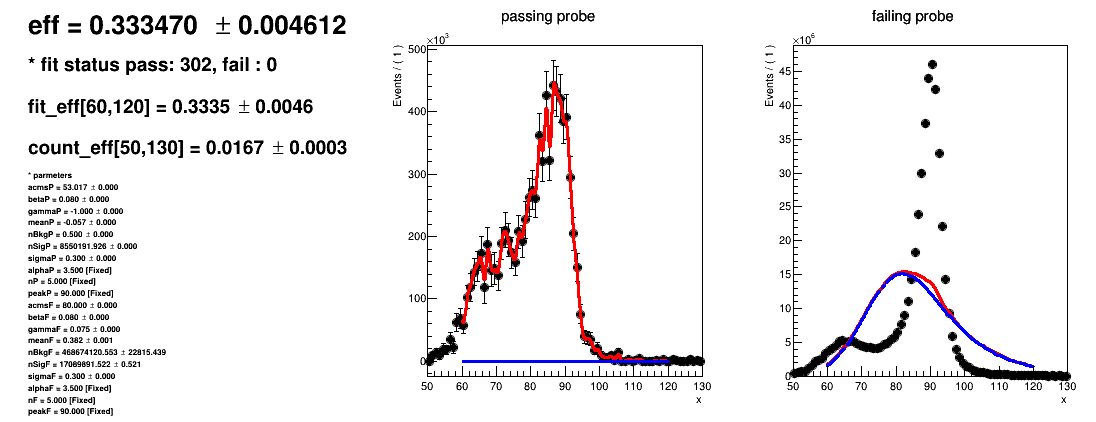 eff = 0.333470 ± 0.004612
* fit status pass: 302, fail : 0
fit_eff[60,120] = 0.3335 ± 0.0046
count_eff[50,130] = 0.0167 ± 0.0003
* parmeters
acmsP = 53.017 ± 0.000
betaP = 0.080 ± 0.000
gammaP = -1.000 ± 0.000
meanP = -0.057 ± 0.000
nBkgP = 0.500 ± 0.000
nSigP = 8550191.926 ± 0.000
sigmaP = 0.300 ± 0.000
alphaP = 3.500 [Fixed]
nP = 5.000 [Fixed]
peakP = 90.000 [Fixed]
acmsF = 80.000 ± 0.000
betaF = 0.080 ± 0.000
gammaF = 0.075 ± 0.000
meanF = 0.382 ± 0.001
nBkgF = 468674120.553 ± 22815.439
nSigF = 17089891.522 ± 0.521
sigmaF = 0.300 ± 0.000
alphaF = 3.500 [Fixed]
nF = 5.000 [Fixed]
peakF = 90.000 [Fixed]
passing probe
×10³
Events / ( 1 )
500
400
300
200
100
0
50 60 70 80 90 100 110 120 130
x
failing probe
×10⁶
Events / ( 1 )
45
40
35
30
25
20
15
10
5
0
50 60 70 80 90 100 110 120 130
x